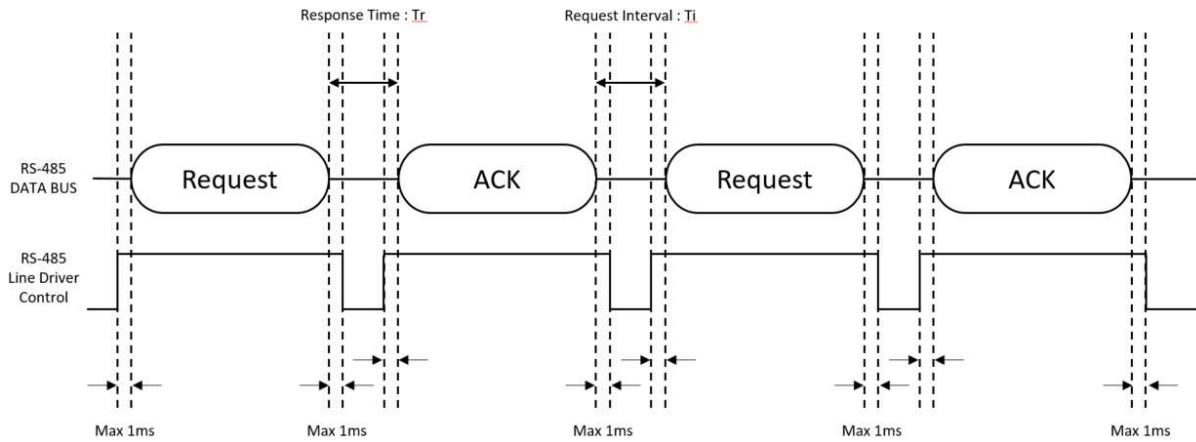 Response Time : Tr
Request Interval : Ti
RS-485
DATA BUS
Request
ACK
Request
ACK
RS-485
Line Driver
Control
Max 1ms
Max 1ms
Max 1ms
Max 1ms
Max 1ms